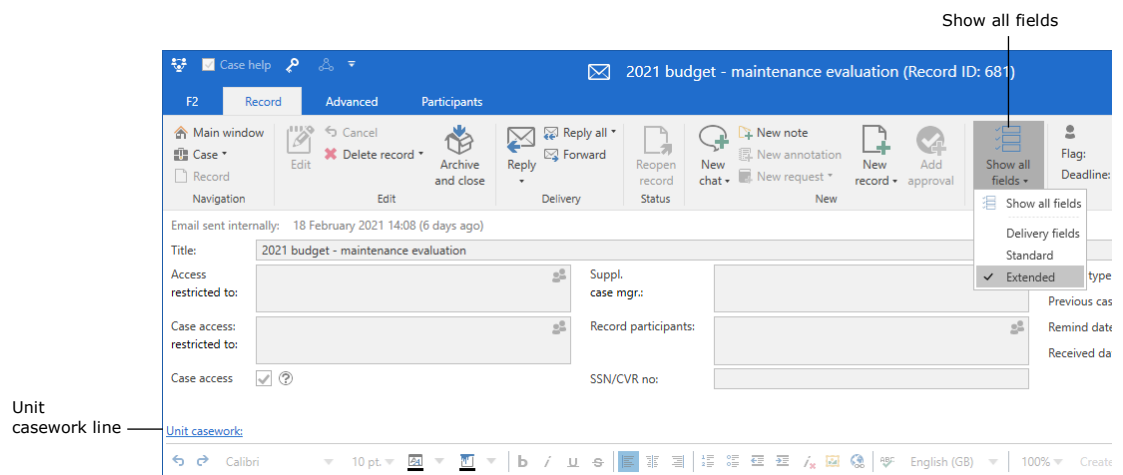 Show all fields
Case help
2021 budget - maintenance evaluation (Record ID: 681)
F2 Record Advanced Participants
Main window
Case
Record
Navigation
Edit
Cancel
Delete record
Archive
and close
Edit
Reply
Reply all
Forward
Delivery
Reopen
record
Status
New
chat
New note
New annotation
New request
New
record
Add
approval
New
Show all
fields
Flag:
Deadline:
Show all fields
Delivery fields
Standard
Extended
Email sent internally: 18 February 2021 14:08 (6 days ago)
Title: 2021 budget - maintenance evaluation
Access
restricted to:
Suppl.
case mgr.:
type
Previous cas
Case access:
restricted to:
Record participants:
Remind date
Received da
Case access
SSN/CVR no:
Unit
casework line
Unit casework:
Calibri 10 pt. b i u s ABC English (GB) 100% Create